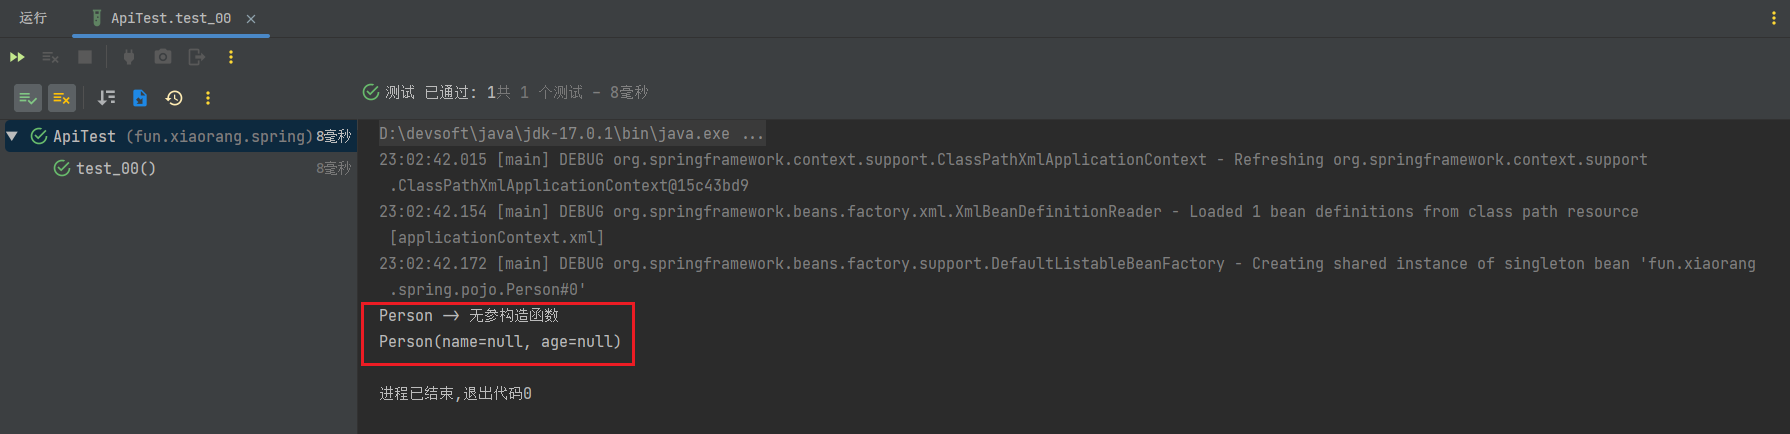 运行
ApiTest.test_00
测试 已通过: 1共 1 个测试 – 8毫秒
ApiTest (fun.xiaorang.spring) 8毫秒
test_00() 8毫秒
D:\devsoft\java\jdk-17.0.1\bin\java.exe ...
23:02:42.015 [main] DEBUG org.springframework.context.support.ClassPathXmlApplicationContext - Refreshing org.springframework.context.support
.ClassPathXmlApplicationContext@15c43bd9
23:02:42.154 [main] DEBUG org.springframework.beans.factory.xml.XmlBeanDefinitionReader - Loaded 1 bean definitions from class path resource
[applicationContext.xml]
23:02:42.172 [main] DEBUG org.springframework.beans.factory.support.DefaultListableBeanFactory - Creating shared instance of singleton bean 'fun.xiaorang
.spring.pojo.Person#0'
Person -> 无参构造函数
Person(name=null, age=null)
进程已结束,退出代码0